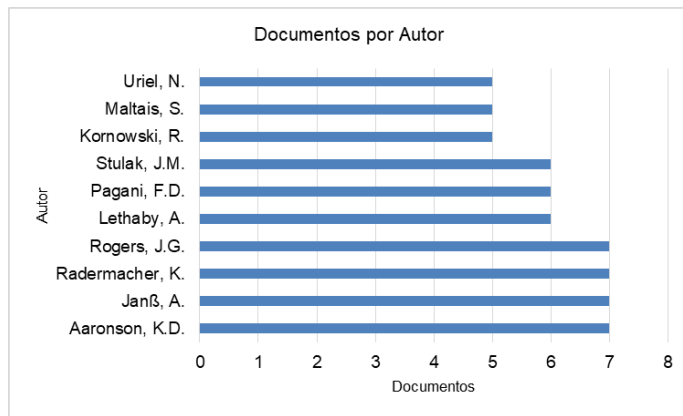 Documentos por Autor
Uriel, N.
Maltais, S.
Kornowski, R.
Stulak, J.M.
Pagani, F.D.
Lethaby, A.
Rogers, J.G.
Radermacher, K.
Janß, A.
Aaronson, K.D.
Autor
0 1 2 3 4 5 6 7 8
Documentos